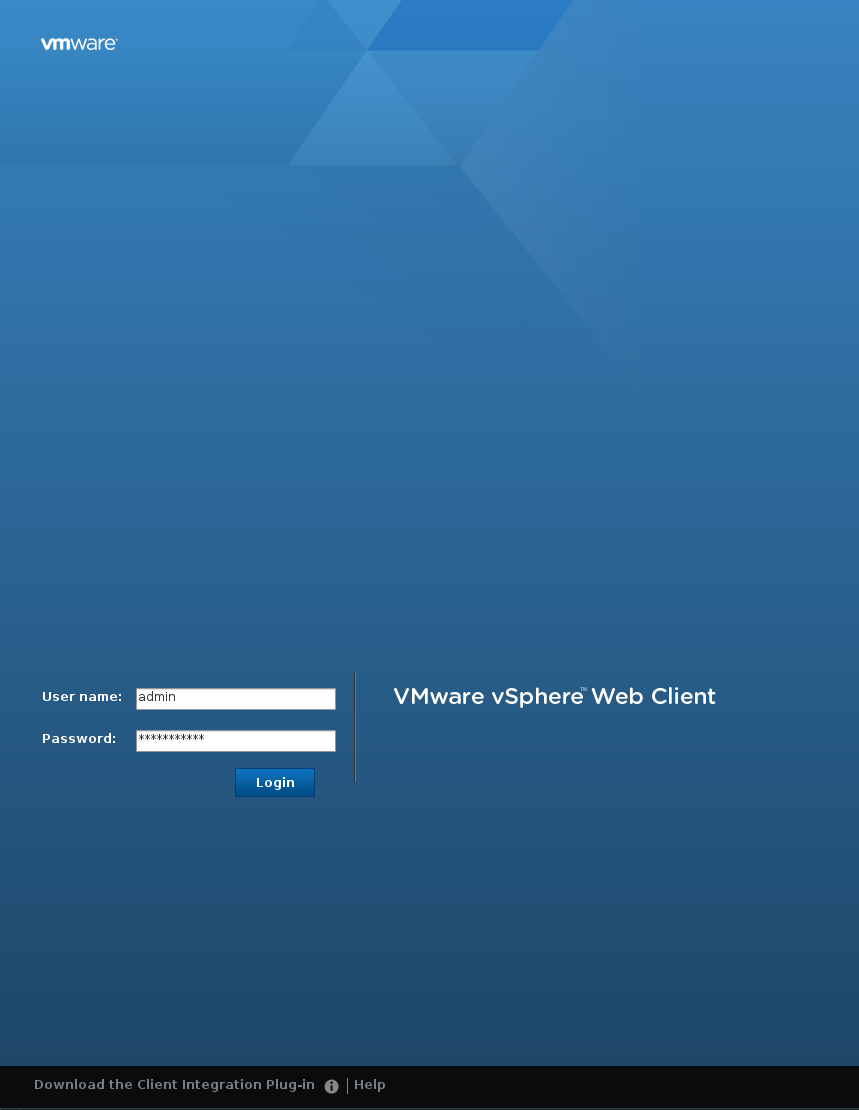 vmware
User name:
admin
Password:
***********
Login
VMware vSphere™ Web Client
Download the Client Integration Plug-in | Help